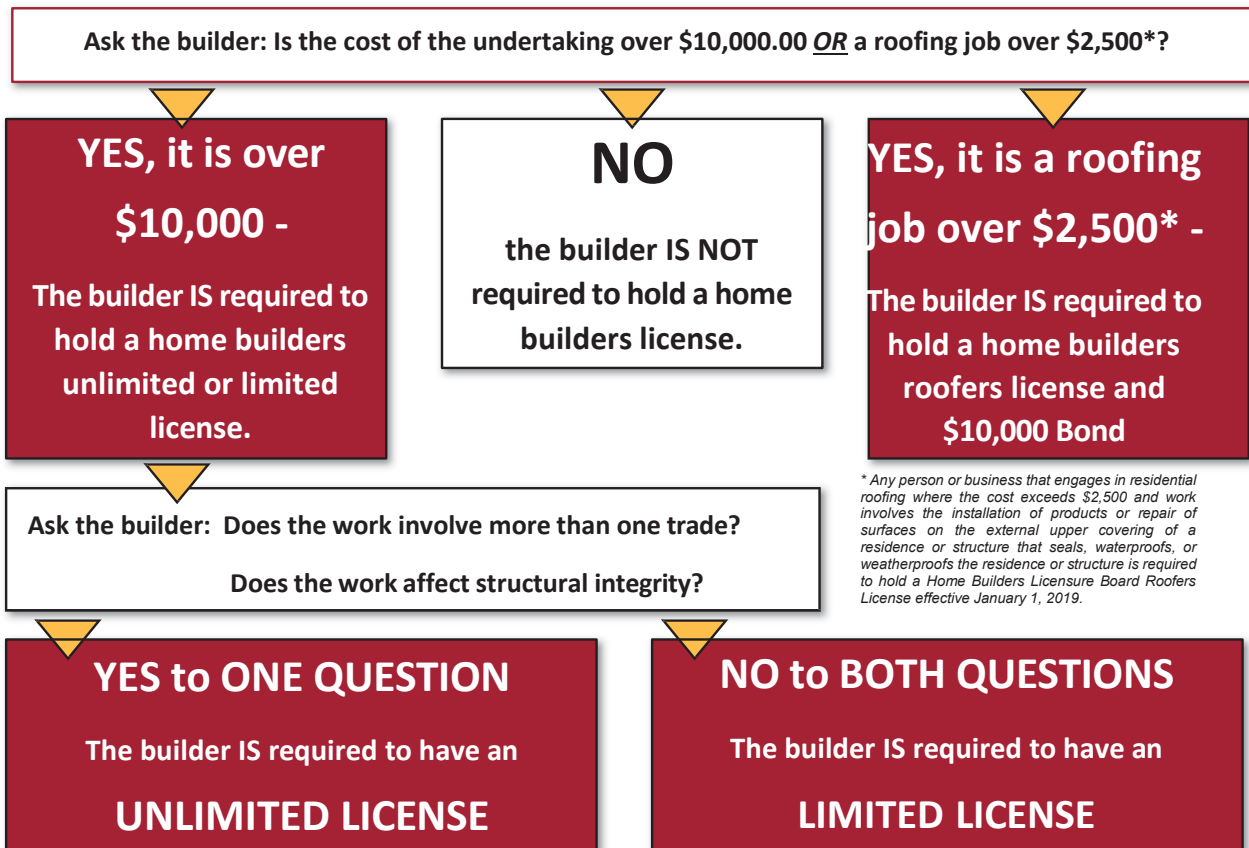 Ask the builder: Is the cost of the undertaking over $10,000.00 OR a roofing job over $2,500*?
YES, it is over
$10,000 -
The builder IS required to
hold a home builders
unlimited or limited
license.
NO
the builder IS NOT
required to hold a home
builders license.
YES, it is a roofing
job over $2,500* -
The builder IS required to
hold a home builders
roofers license and
$10,000 Bond
* Any person or business that engages in residential
roofing where the cost exceeds $2,500 and work
involves the installation of products or repair of
surfaces on the external upper covering of a
residence or structure that seals, waterproofs, or
weatherproofs the residence or structure is required
to hold a Home Builders Licensure Board Roofers
License effective January 1, 2019.
Ask the builder: Does the work involve more than one trade?
Does the work affect structural integrity?
YES to ONE QUESTION
The builder IS required to have an
UNLIMITED LICENSE
NO to BOTH QUESTIONS
The builder IS required to have an
LIMITED LICENSE